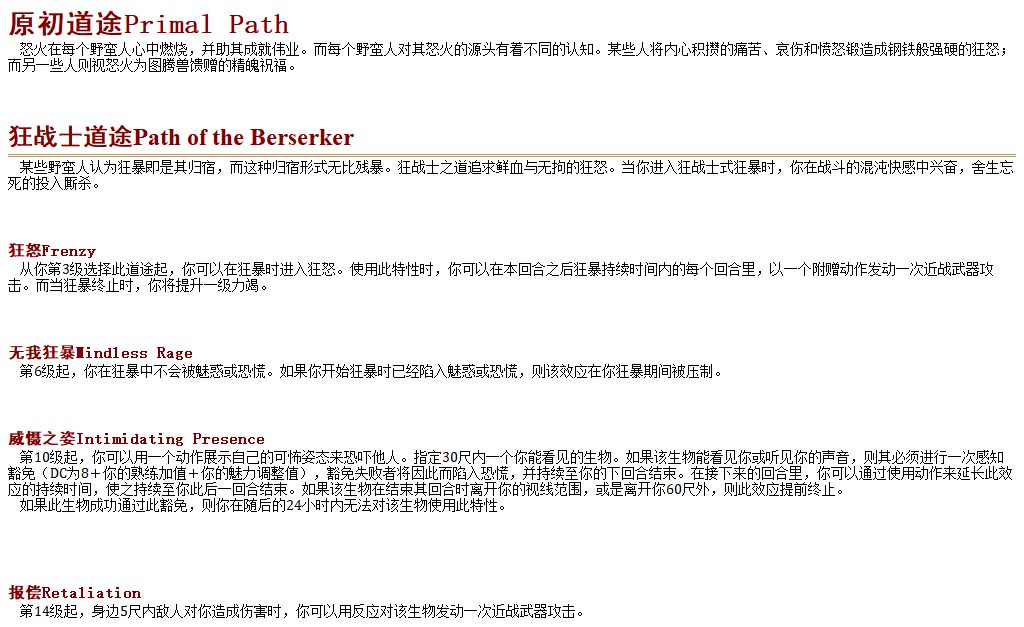 原初道途Primal Path
怒火在每个野蛮人心中燃烧，并助其成就伟业。而每个野蛮人对其怒火的源头有着不同的认知。某些人将内心积攒的痛苦、哀伤和愤怒锻造成钢铁般强硬的狂怒；
而另一些人则视怒火为图腾兽馈赠的精魄祝福。
狂战士道途Path of the Berserker
某些野蛮人认为狂暴即是其归宿，而这种归宿形式无比残暴。狂战士之道追求鲜血与无拘的狂怒。当你进入狂战士式狂暴时，你在战斗的混沌快感中兴奋，舍生忘
死的投入厮杀。
狂怒Frenzy
从你第3级选择此道途起，你可以在狂暴时进入狂怒。使用此特性时，你可以在本回合之后狂暴持续时间内的每个回合里，以一个附赠动作发动一次近战武器攻
击。而当狂暴终止时，你将提升一级力竭。
无我狂暴Mindless Rage
第6级起，你在狂暴中不会被魅惑或恐慌。如果你开始狂暴时已经陷入魅惑或恐慌，则该效应在你狂暴期间被压制。
威慑之姿Intimidating Presence
第10级起，你可以用一个动作展示自己的可怖姿态来恐吓他人。指定30尺内一个你能看见的生物。如果该生物能看见你或听见你的声音，则其必须进行一次感知
豁免（DC为8＋你的熟练加值＋你的魅力调整值），豁免失败者将因此而陷入恐慌，并持续至你的下回合结束。在接下来的回合里，你可以通过使用动作来延长此效
应的持续时间，使之持续至你此后一回合结束。如果该生物在结束其回合时离开你的视线范围，或是离开你60尺外，则此效应提前终止。
如果此生物成功通过此豁免，则你在随后的24小时内无法对该生物使用此特性。
报偿Retaliation
第14级起，身边5尺内敌人对你造成伤害时，你可以用反应对该生物发动一次近战武器攻击。